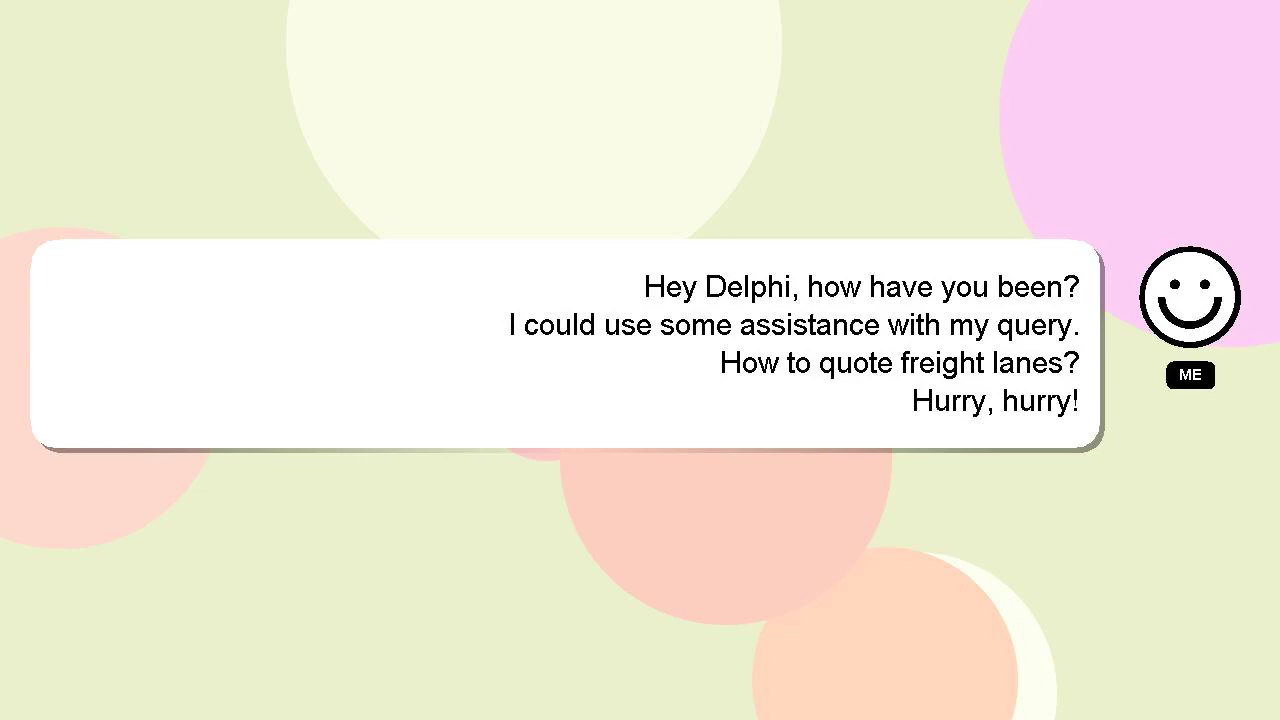 Hey Delphi, how have you been?
I could use some assistance with my query.
How to quote freight lanes?
Hurry, hurry!
ME